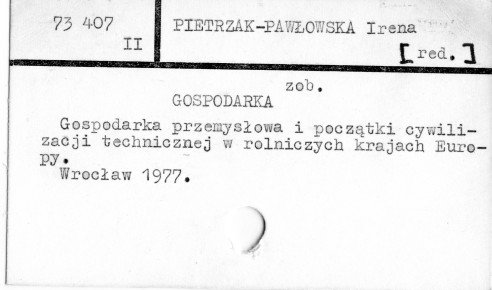 73 407
II
PIETRZAK-PAWŁOWSKA Irena
[red.]
zob.
GOSPODARKA
Gospodarka przemysłowa i początki cywili-
zacji technicznej w rolniczych krajach Euro-
py.
Wrocław 1977.